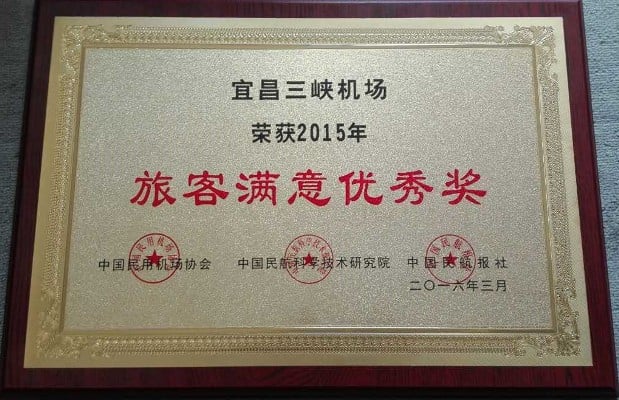 宜昌三峡机场
荣获2015年
旅客满意优秀奖
中国民用机场协会 中国民航科学技术研究院 中国民航报社
二〇一六年三月